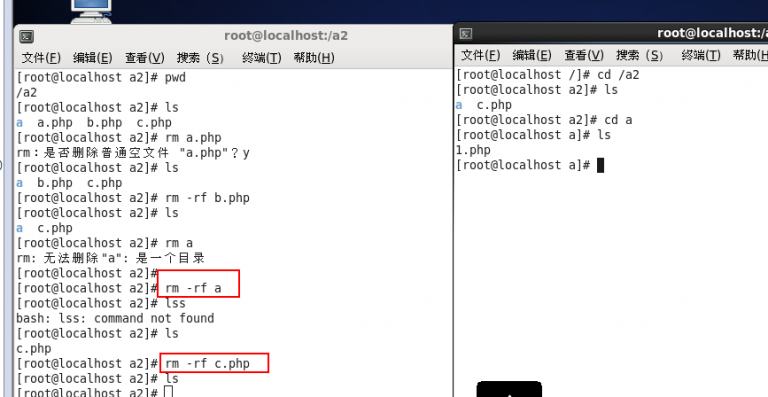 root@localhost:/a2
文件(F) 编辑(E) 查看(V) 搜索 (S) 终端(T) 帮助(H)
[root@localhost a2]# pwd
/a2
[root@localhost a2]# ls
a a.php b.php c.php
[root@localhost a2]# rm a.php
rm：是否删除普通空文件 "a.php"？y
[root@localhost a2]# ls
a b.php c.php
[root@localhost a2]# rm -rf b.php
[root@localhost a2]# ls
a c.php
[root@localhost a2]# rm a
rm: 无法删除"a": 是一个目录
[root@localhost a2]#
[root@localhost a2]# rm -rf a
[root@localhost a2]# lss
bash: lss: command not found
[root@localhost a2]# ls
c.php
[root@localhost a2]# rm -rf c.php
[root@localhost a2]# ls
[root@localhost a2]#
root@localhost:/a
文件(F) 编辑(E) 查看(V) 搜索 (S) 终端(T) 帮助(H
[root@localhost /]# cd /a2
[root@localhost a2]# ls
a c.php
[root@localhost a2]# cd a
[root@localhost a]# ls
1.php
[root@localhost a]#